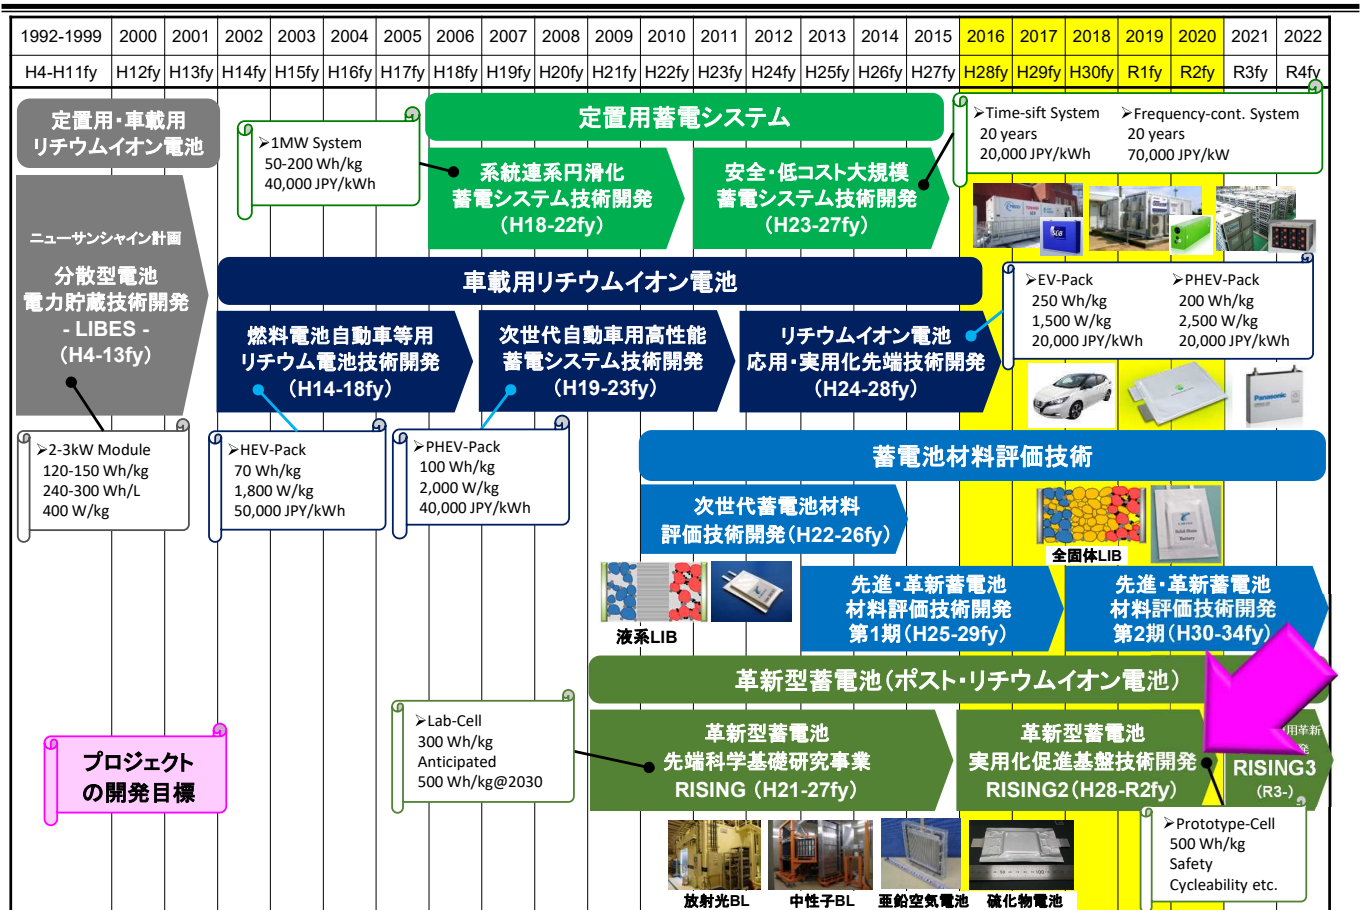 1992-1999 2000 2001 2002 2003 2004 2005 2006 2007 2008 2009 2010 2011 2012 2013 2014 2015 2016 2017 2018 2019 2020 2021 2022
H4-H11fy H12fy H13fy H14fy H15fy H16fy H17fy H18fy H19fy H20fy H21fy H22fy H23fy H24fy H25fy H26fy H27fy H28fy H29fy H30fy R1fy R2fy R3fy R4fy
定置用・車載用
リチウムイオン電池
ニューサンシャイン計画
分散型電池
電力貯蔵技術開発
- LIBES -
(H4-13fy)
➢2-3kW Module
120-150 Wh/kg
240-300 Wh/L
400 W/kg
➢1MW System
50-200 Wh/kg
40,000 JPY/kWh
定置用蓄電システム
系統連系円滑化
蓄電システム技術開発
(H18-22fy)
安全・低コスト大規模
蓄電システム技術開発
(H23-27fy)
➢Time-sift System
20 years
20,000 JPY/kWh
➢Frequency-cont. System
20 years
70,000 JPY/kW
車載用リチウムイオン電池
燃料電池自動車等用
リチウム電池技術開発
(H14-18fy)
次世代自動車用高性能
蓄電システム技術開発
(H19-23fy)
リチウムイオン電池
応用・実用化先端技術開発
(H24-28fy)
➢EV-Pack
250 Wh/kg
1,500 W/kg
20,000 JPY/kWh
➢PHEV-Pack
200 Wh/kg
2,500 W/kg
20,000 JPY/kWh
Panasonic
➢HEV-Pack
70 Wh/kg
1,800 W/kg
50,000 JPY/kWh
➢PHEV-Pack
100 Wh/kg
2,000 W/kg
40,000 JPY/kWh
蓄電池材料評価技術
次世代蓄電池材料
評価技術開発(H22-26fy)
液系LIB
全固体LIB
先進・革新蓄電池
材料評価技術開発
第1期(H25-29fy)
先進・革新蓄電池
材料評価技術開発
第2期(H30-34fy)
革新型蓄電池(ポスト・リチウムイオン電池)
➢Lab-Cell
300 Wh/kg
Anticipated
500 Wh/kg@2030
革新型蓄電池
先端科学基礎研究事業
RISING (H21-27fy)
革新型蓄電池
実用化促進基盤技術開発
RISING2(H28-R2fy)
用革新
発
RISING3
(R3-)
➢Prototype-Cell
500 Wh/kg
Safety
Cycleability etc.
プロジェクト
の開発目標
放射光BL
中性子BL
亜鉛空気電池
硫化物電池